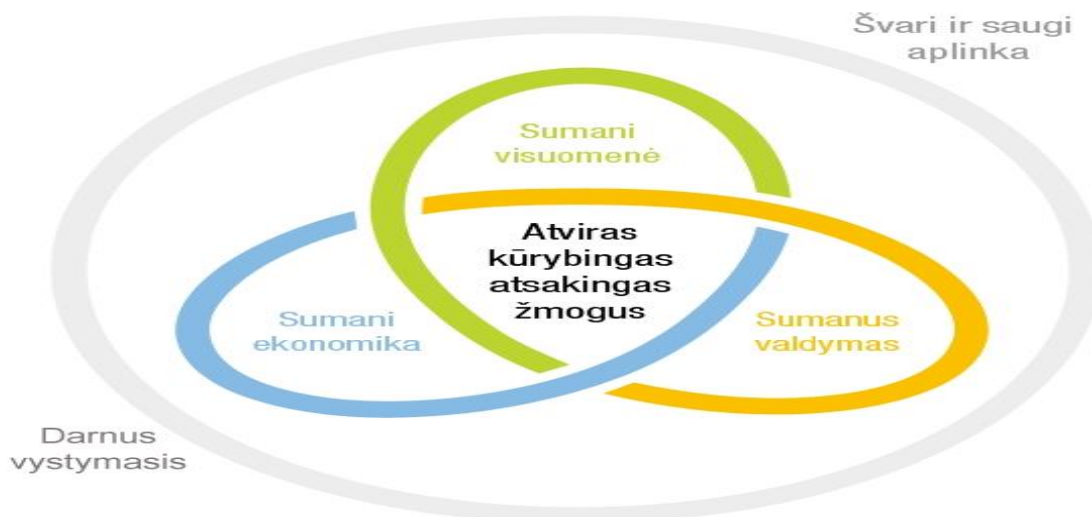 Švari ir saugi
aplinka
Sumani
visuomenė
Atviras
kūrybingas
atsakingas
žmogus
Sumani
ekonomika
Sumanus
valdymas
Darnus
vystymasis